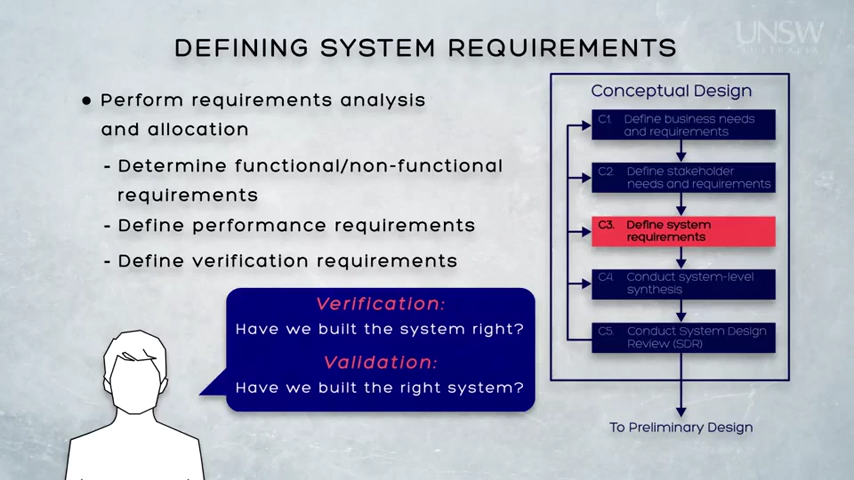 UNSW
AUSTRALIA
DEFINING SYSTEM REQUIREMENTS
● Perform requirements analysis
and allocation
- Determine functional/non-functional
requirements
- Define performance requirements
- Define verification requirements
Verification:
Have we built the system right?
Validation:
Have we built the right system?
Conceptual Design
C1. Define business needs
and requirements
C2. Define stakeholder
needs and requirements
C3. Define system
requirements
C4. Conduct system-level
synthesis
C5. Conduct System Design
Review (SDR)
To Preliminary Design